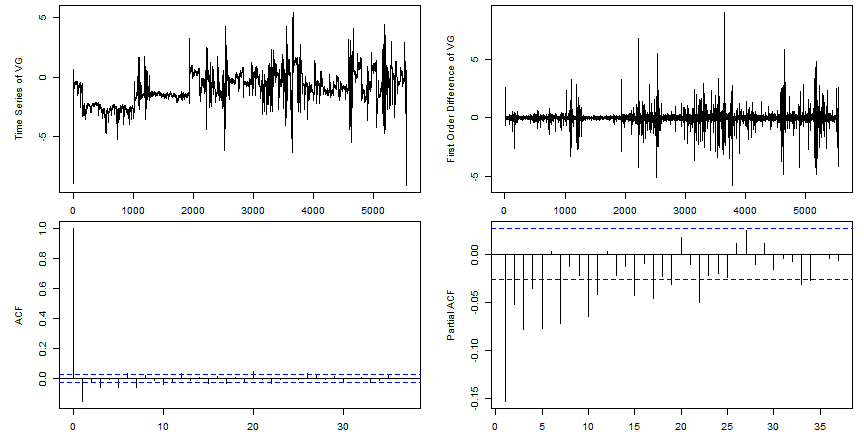 Time Series of VG
5
0
-5
0 1000 2000 3000 4000 5000
First Order Difference of VG
5
0
-5
0 1000 2000 3000 4000 5000
ACF
1.0
0.8
0.6
0.4
0.2
0.0
0 10 20 30
Partial ACF
0.00
-0.05
-0.10
-0.15
0 5 10 15 20 25 30 35